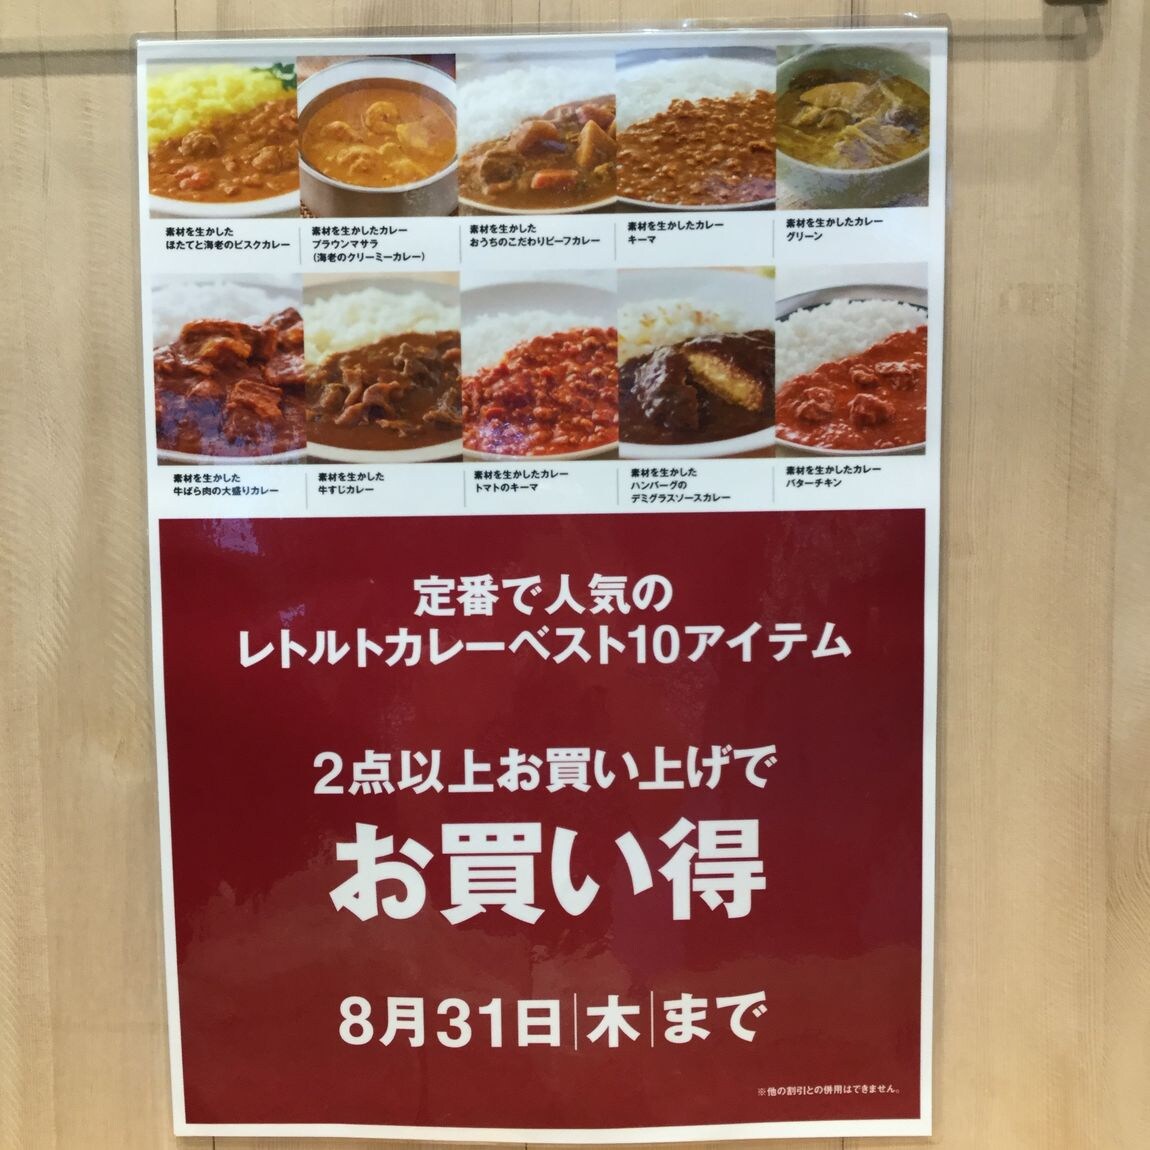 素材を生かした
ほたてと海老のビスクカレー
素材を生かしたカレー
ブラウンマサラ
（海老のクリーミーカレー）
素材を生かした
おうちのこだわりビーフカレー
素材を生かしたカレー
キーマ
素材を生かしたカレー
グリーン
素材を生かした
牛ばら肉の大盛りカレー
素材を生かした
牛すじカレー
素材を生かしたカレー
トマトのキーマ
素材を生かした
ハンバーグの
デミグラスソースカレー
素材を生かしたカレー
バターチキン
定番で人気の
レトルトカレーベスト10アイテム
2点以上お買い上げで
お買い得
8月31日|木|まで
※他の割引との併用はできません。